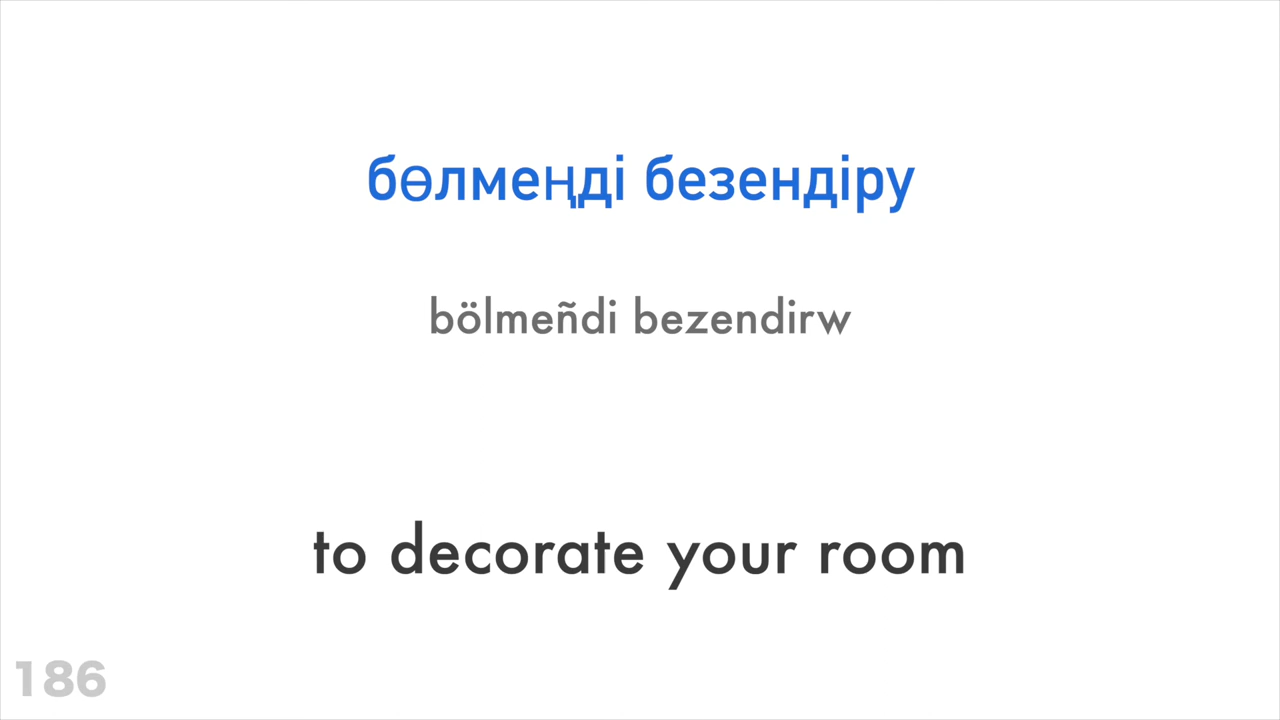 бөлмеңді безендіру
bölmeñdi bezendirw
to decorate your room
186